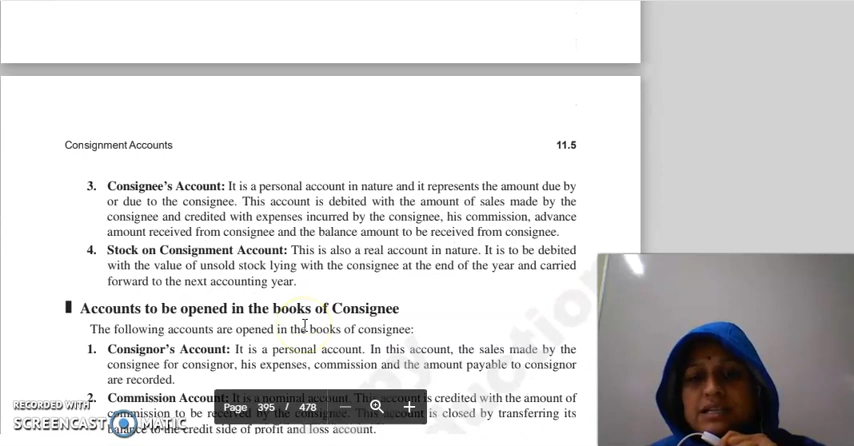 Consignment Accounts 11.5
3. Consignee's Account: It is a personal account in nature and it represents the amount due by
or due to the consignee. This account is debited with the amount of sales made by the
consignee and credited with expenses incurred by the consignee, his commission, advance
amount received from consignee and the balance amount to be received from consignee.
4. Stock on Consignment Account: This is also a real account in nature. It is to be debited
with the value of unsold stock lying with the consignee at the end of the year and carried
forward to the next accounting year.
Accounts to be opened in the books of Consignee
The following accounts are opened in the books of consignee:
1. Consignor's Account: It is a personal account. In this account, the sales made by the
consignee for consignor, his expenses, commission and the amount payable to consignor
are recorded.
2. Commission Account: It is a nominal account. This account is credited with the amount of
commission to be received by the consignee. This account is closed by transferring its
balance to the credit side of profit and loss account.
Page 395 / 478
RECORDED WITH
SCREENCAST MATIC